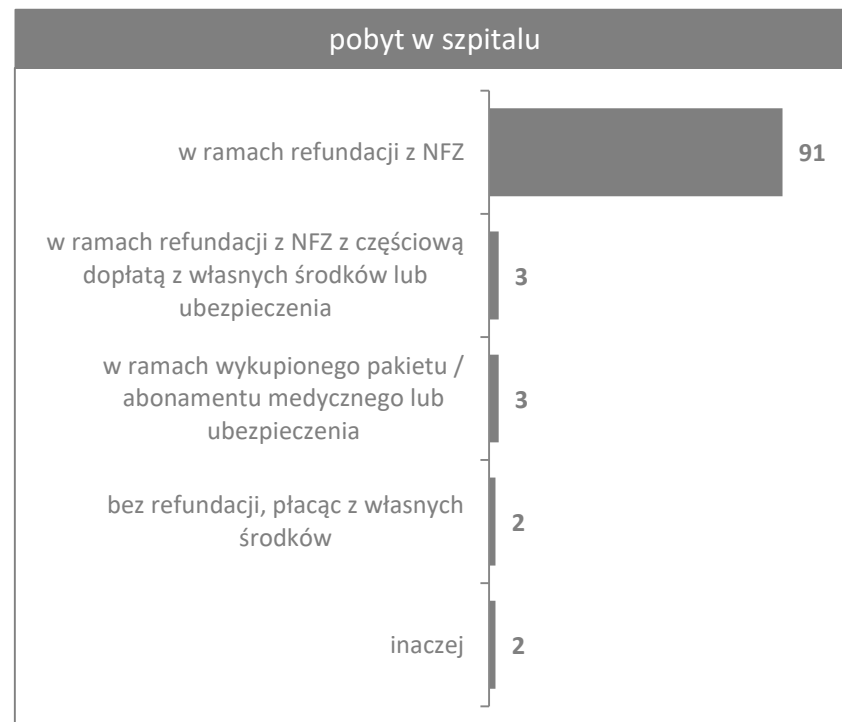 pobyt w szpitalu
w ramach refundacji z NFZ
91
w ramach refundacji z NFZ z częściową
dopłatą z własnych środków lub
ubezpieczenia
3
w ramach wykupionego pakietu /
abonamentu medycznego lub
ubezpieczenia
3
bez refundacji, płacąc z własnych
środków
2
inaczej
2